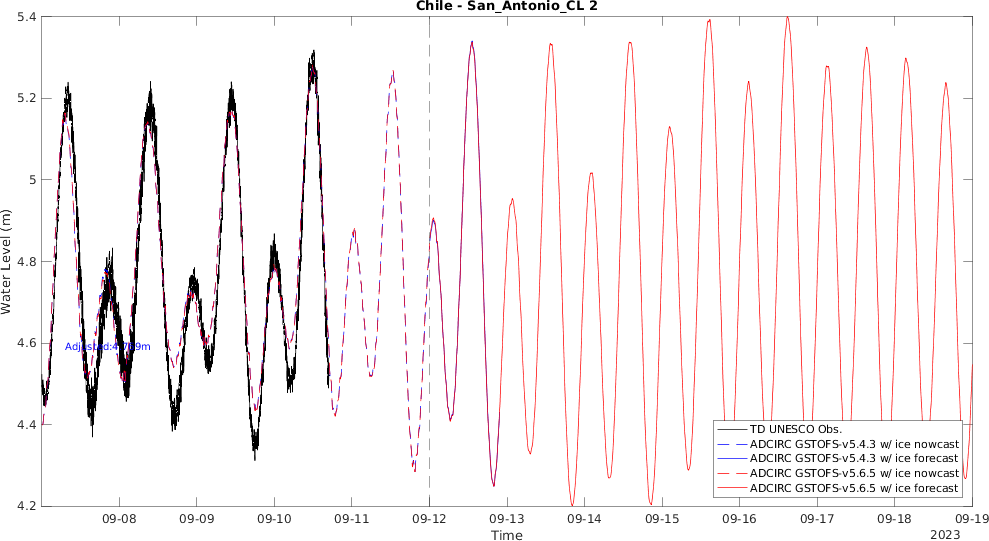 Chile - San_Antonio_CL 2
5.4
5.2
5
4.8
4.6
4.4
4.2
Water Level (m)
09-08
09-09
09-10
09-11
09-12
09-13
09-14
09-15
09-16
09-17
09-18
09-19
Time
2023
TD UNESCO Obs.
ADCIRC GSTOFS-v5.4.3 w/ ice nowcast
ADCIRC GSTOFS-v5.4.3 w/ ice forecast
ADCIRC GSTOFS-v5.6.5 w/ ice nowcast
ADCIRC GSTOFS-v5.6.5 w/ ice forecast